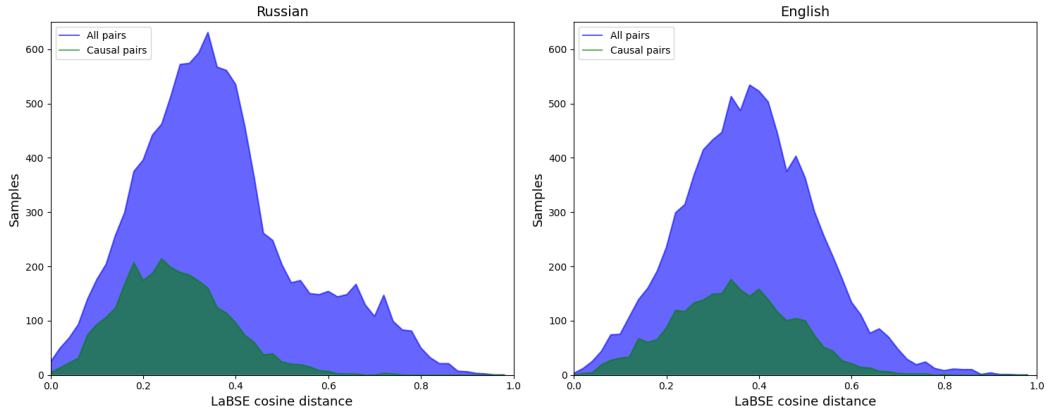 Russian
All pairs
Causal pairs
600
500
400
300
200
100
0
Samples
0.0 0.2 0.4 0.6 0.8 1.0
LaBSE cosine distance
English
All pairs
Causal pairs
600
500
400
300
200
100
0
Samples
0.0 0.2 0.4 0.6 0.8 1.0
LaBSE cosine distance